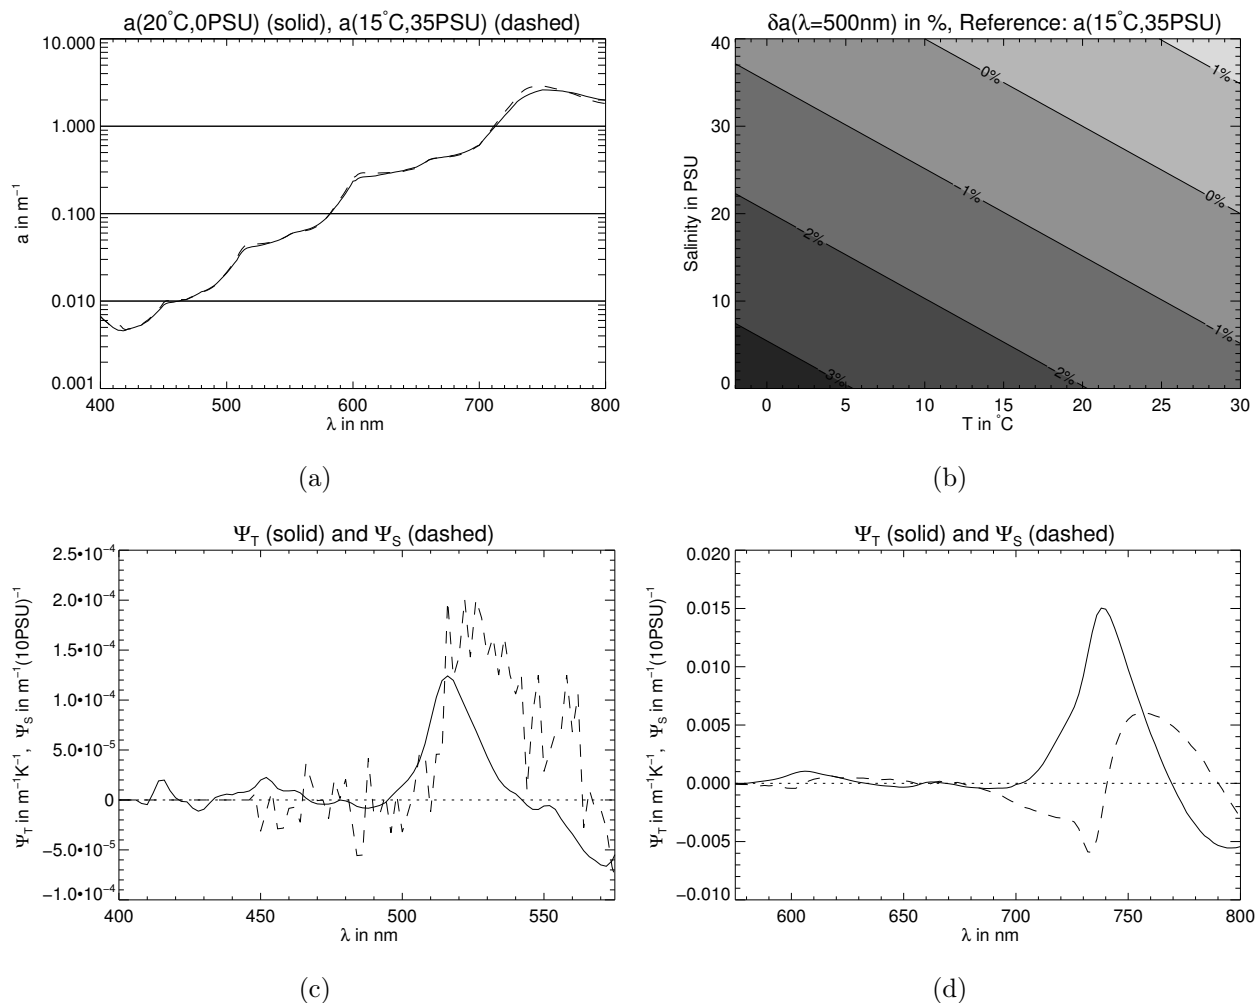 a(20°C,0PSU) (solid), a(15°C,35PSU) (dashed)
10.000
1.000
0.100
0.010
0.001
a in m⁻¹
400 500 600 700 800
λ in nm
(a)
δa(λ=500nm) in %, Reference: a(15°C,35PSU)
40
30
20
10
0
Salinity in PSU
0%
1%
1%
0%
2%
1%
3%
2%
0 5 10 15 20 25 30
T in °C
(b)
Ψ_T (solid) and Ψ_S (dashed)
2.5•10⁻⁴
2.0•10⁻⁴
1.5•10⁻⁴
1.0•10⁻⁴
5.0•10⁻⁵
0
−5.0•10⁻⁵
−1.0•10⁻⁴
Ψ_T in m⁻¹K⁻¹ , Ψ_S in m⁻¹(10PSU)⁻¹
400 450 500 550
λ in nm
(c)
Ψ_T (solid) and Ψ_S (dashed)
0.020
0.015
0.010
0.005
0.000
−0.005
−0.010
Ψ_T in m⁻¹K⁻¹ , Ψ_S in m⁻¹(10PSU)⁻¹
600 650 700 750 800
λ in nm
(d)